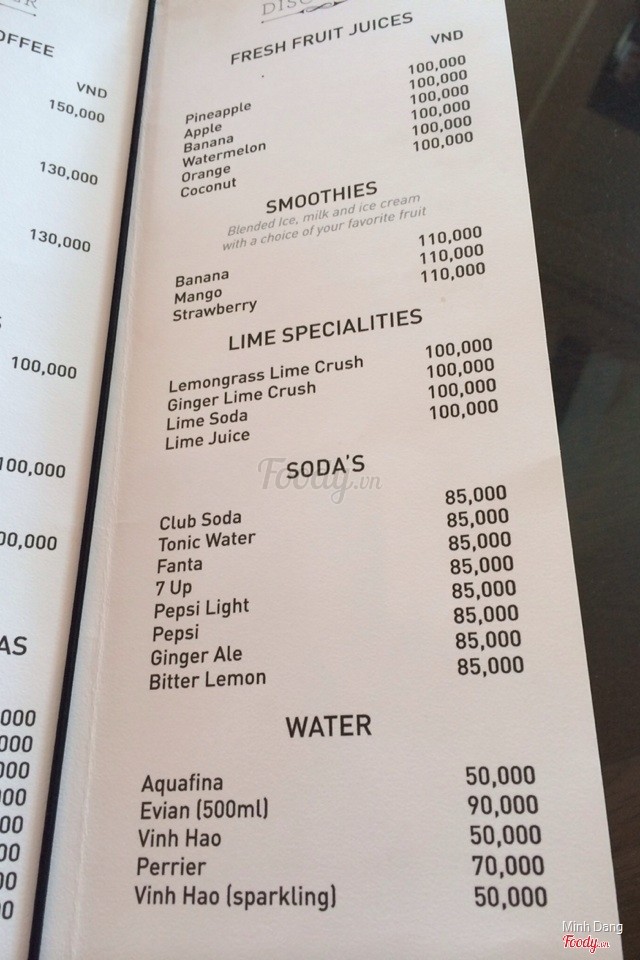 OFFEE
VND
150,000
130,000
130,000
100,000
100,000
00,000
AS
000
000
000
00
00
00
00
0
FRESH FRUIT JUICES
VND
Pineapple 100,000
Apple 100,000
Banana 100,000
Watermelon 100,000
Orange 100,000
Coconut 100,000
SMOOTHIES
Blended Ice, milk and ice cream
with a choice of your favorite fruit
Banana 110,000
Mango 110,000
Strawberry 110,000
LIME SPECIALITIES
Lemongrass Lime Crush 100,000
Ginger Lime Crush 100,000
Lime Soda 100,000
Lime Juice 100,000
SODA'S
Foody.vn
Club Soda 85,000
Tonic Water 85,000
Fanta 85,000
7 Up 85,000
Pepsi Light 85,000
Pepsi 85,000
Ginger Ale 85,000
Bitter Lemon 85,000
WATER
Aquafina 50,000
Evian (500ml) 90,000
Vinh Hao 50,000
Perrier 70,000
Vinh Hao (sparkling) 50,000
Minh Dang
Foody.vn